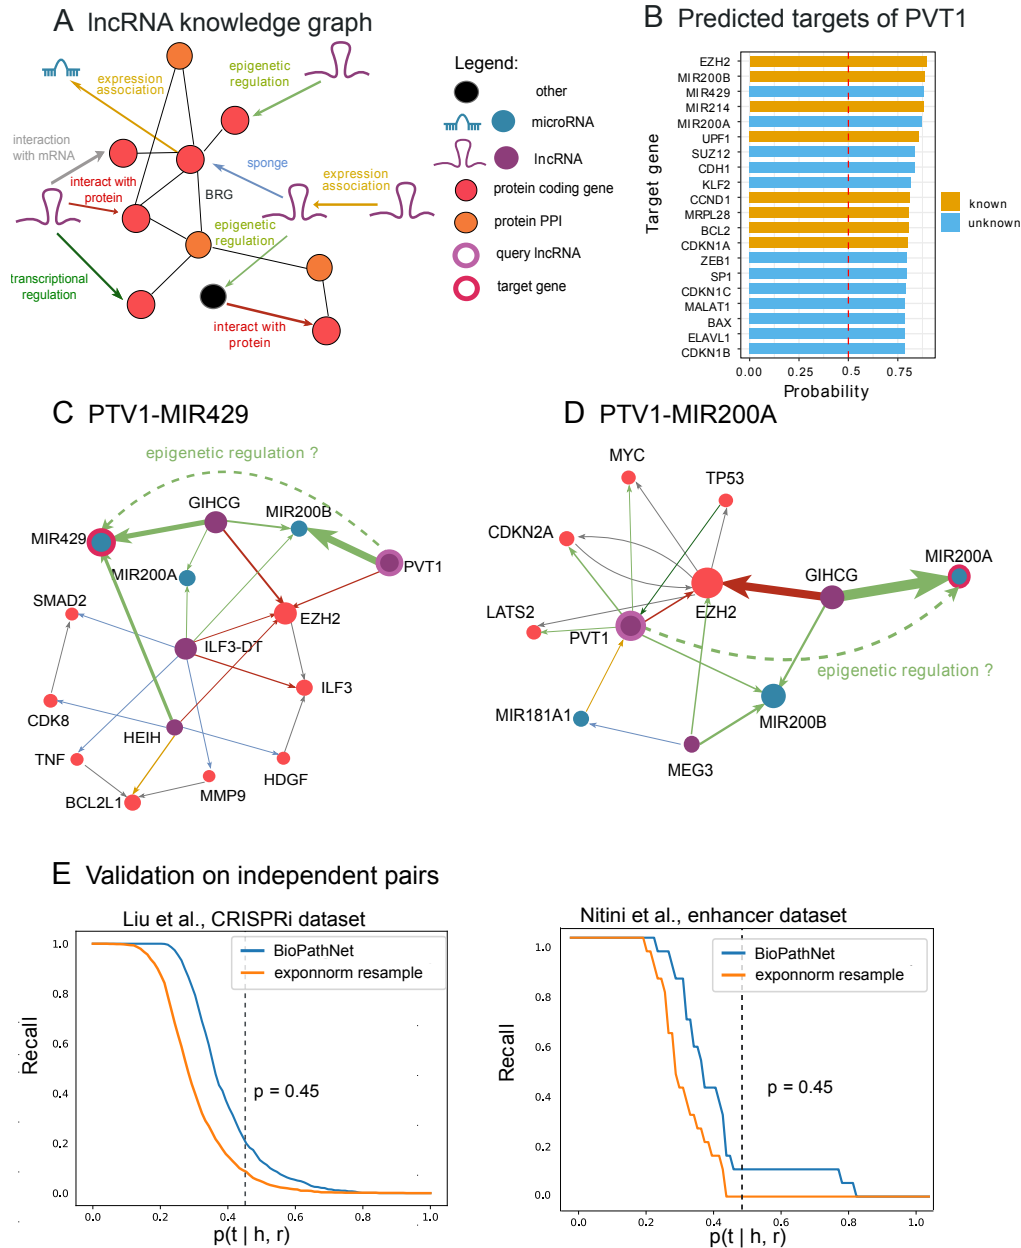 A lncRNA knowledge graph
expression
association
epigenetic
regulation
interaction
with mRNA
interact with
protein
sponge
BRG
expression
association
epigenetic
regulation
transcriptional
regulation
interact with
protein
Legend:
other
microRNA
lncRNA
protein coding gene
protein PPI
query lncRNA
target gene
B Predicted targets of PVT1
Target gene
EZH2
MIR200B
MIR429
MIR214
MIR200A
UPF1
SUZ12
CDH1
KLF2
CCND1
MRPL28
BCL2
CDKN1A
ZEB1
SP1
CDKN1C
MALAT1
BAX
ELAVL1
CDKN1B
0.00 0.25 0.5 0.75
Probability
known
unknown
C PTV1-MIR429
epigenetic regulation ?
GIHCG
MIR200B
MIR429
PVT1
MIR200A
SMAD2
EZH2
ILF3-DT
ILF3
CDK8
HEIH
TNF
HDGF
MMP9
BCL2L1
D PTV1-MIR200A
MYC
TP53
CDKN2A
MIR200A
GIHCG
LATS2
EZH2
PVT1
epigenetic regulation ?
MIR181A1
MIR200B
MEG3
E Validation on independent pairs
Liu et al., CRISPRi dataset
BioPathNet
exponnorm resample
Recall
1.0
0.8
0.6
0.4
0.2
0.0
p = 0.45
0.0 0.2 0.4 0.6 0.8 1.0
p(t | h, r)
Nitini et al., enhancer dataset
BioPathNet
exponnorm resample
Recall
1.0
0.8
0.6
0.4
0.2
0.0
p = 0.45
0.0 0.2 0.4 0.6 0.8 1.0
p(t | h, r)